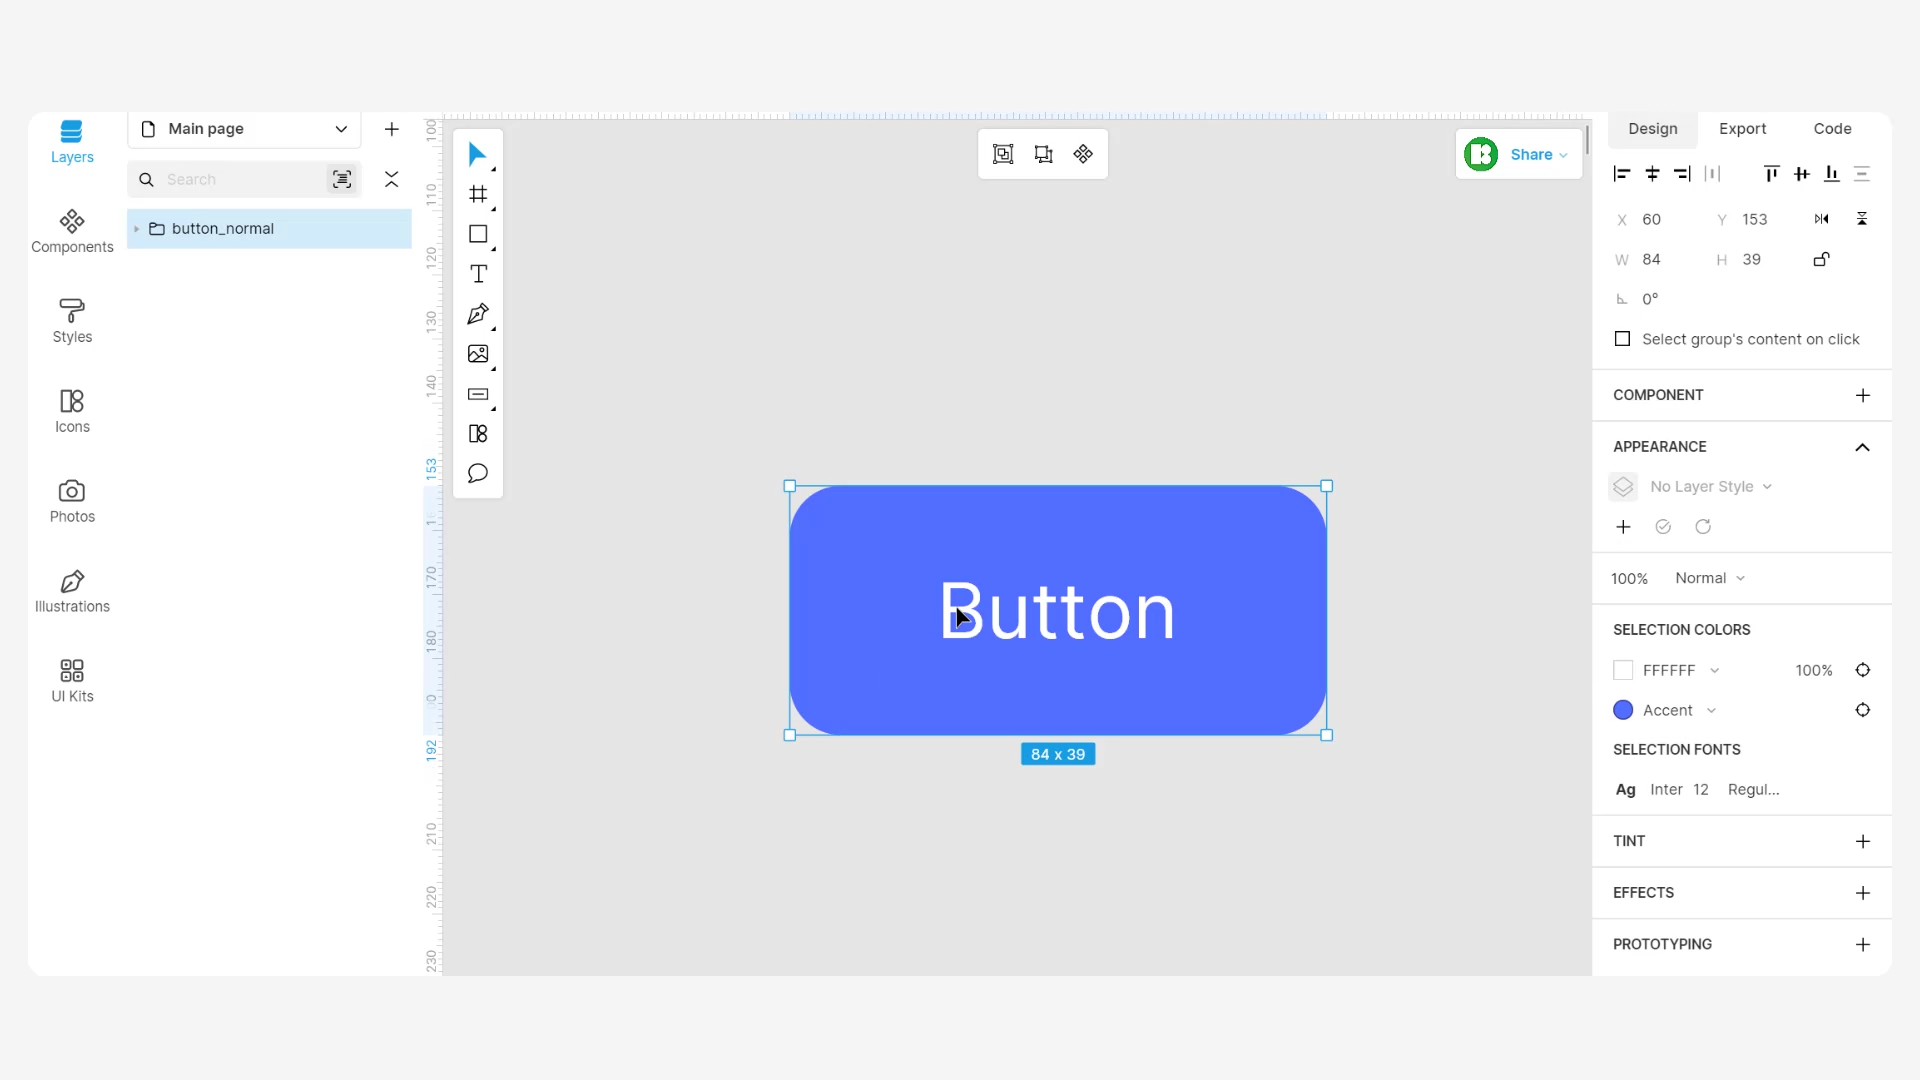 Layers
Components
Styles
Icons
Photos
Illustrations
UI Kits
Main page
Search
button_normal
100
110
120
130
140
153
170
180
192
210
220
230
Share
Button
84 x 39
Design Export Code
X 60 Y 153
W 84 H 39
0°
Select group's content on click
COMPONENT
APPEARANCE
No Layer Style
100% Normal
SELECTION COLORS
FFFFFF 100%
Accent
SELECTION FONTS
Ag Inter 12 Regul...
TINT
EFFECTS
PROTOTYPING